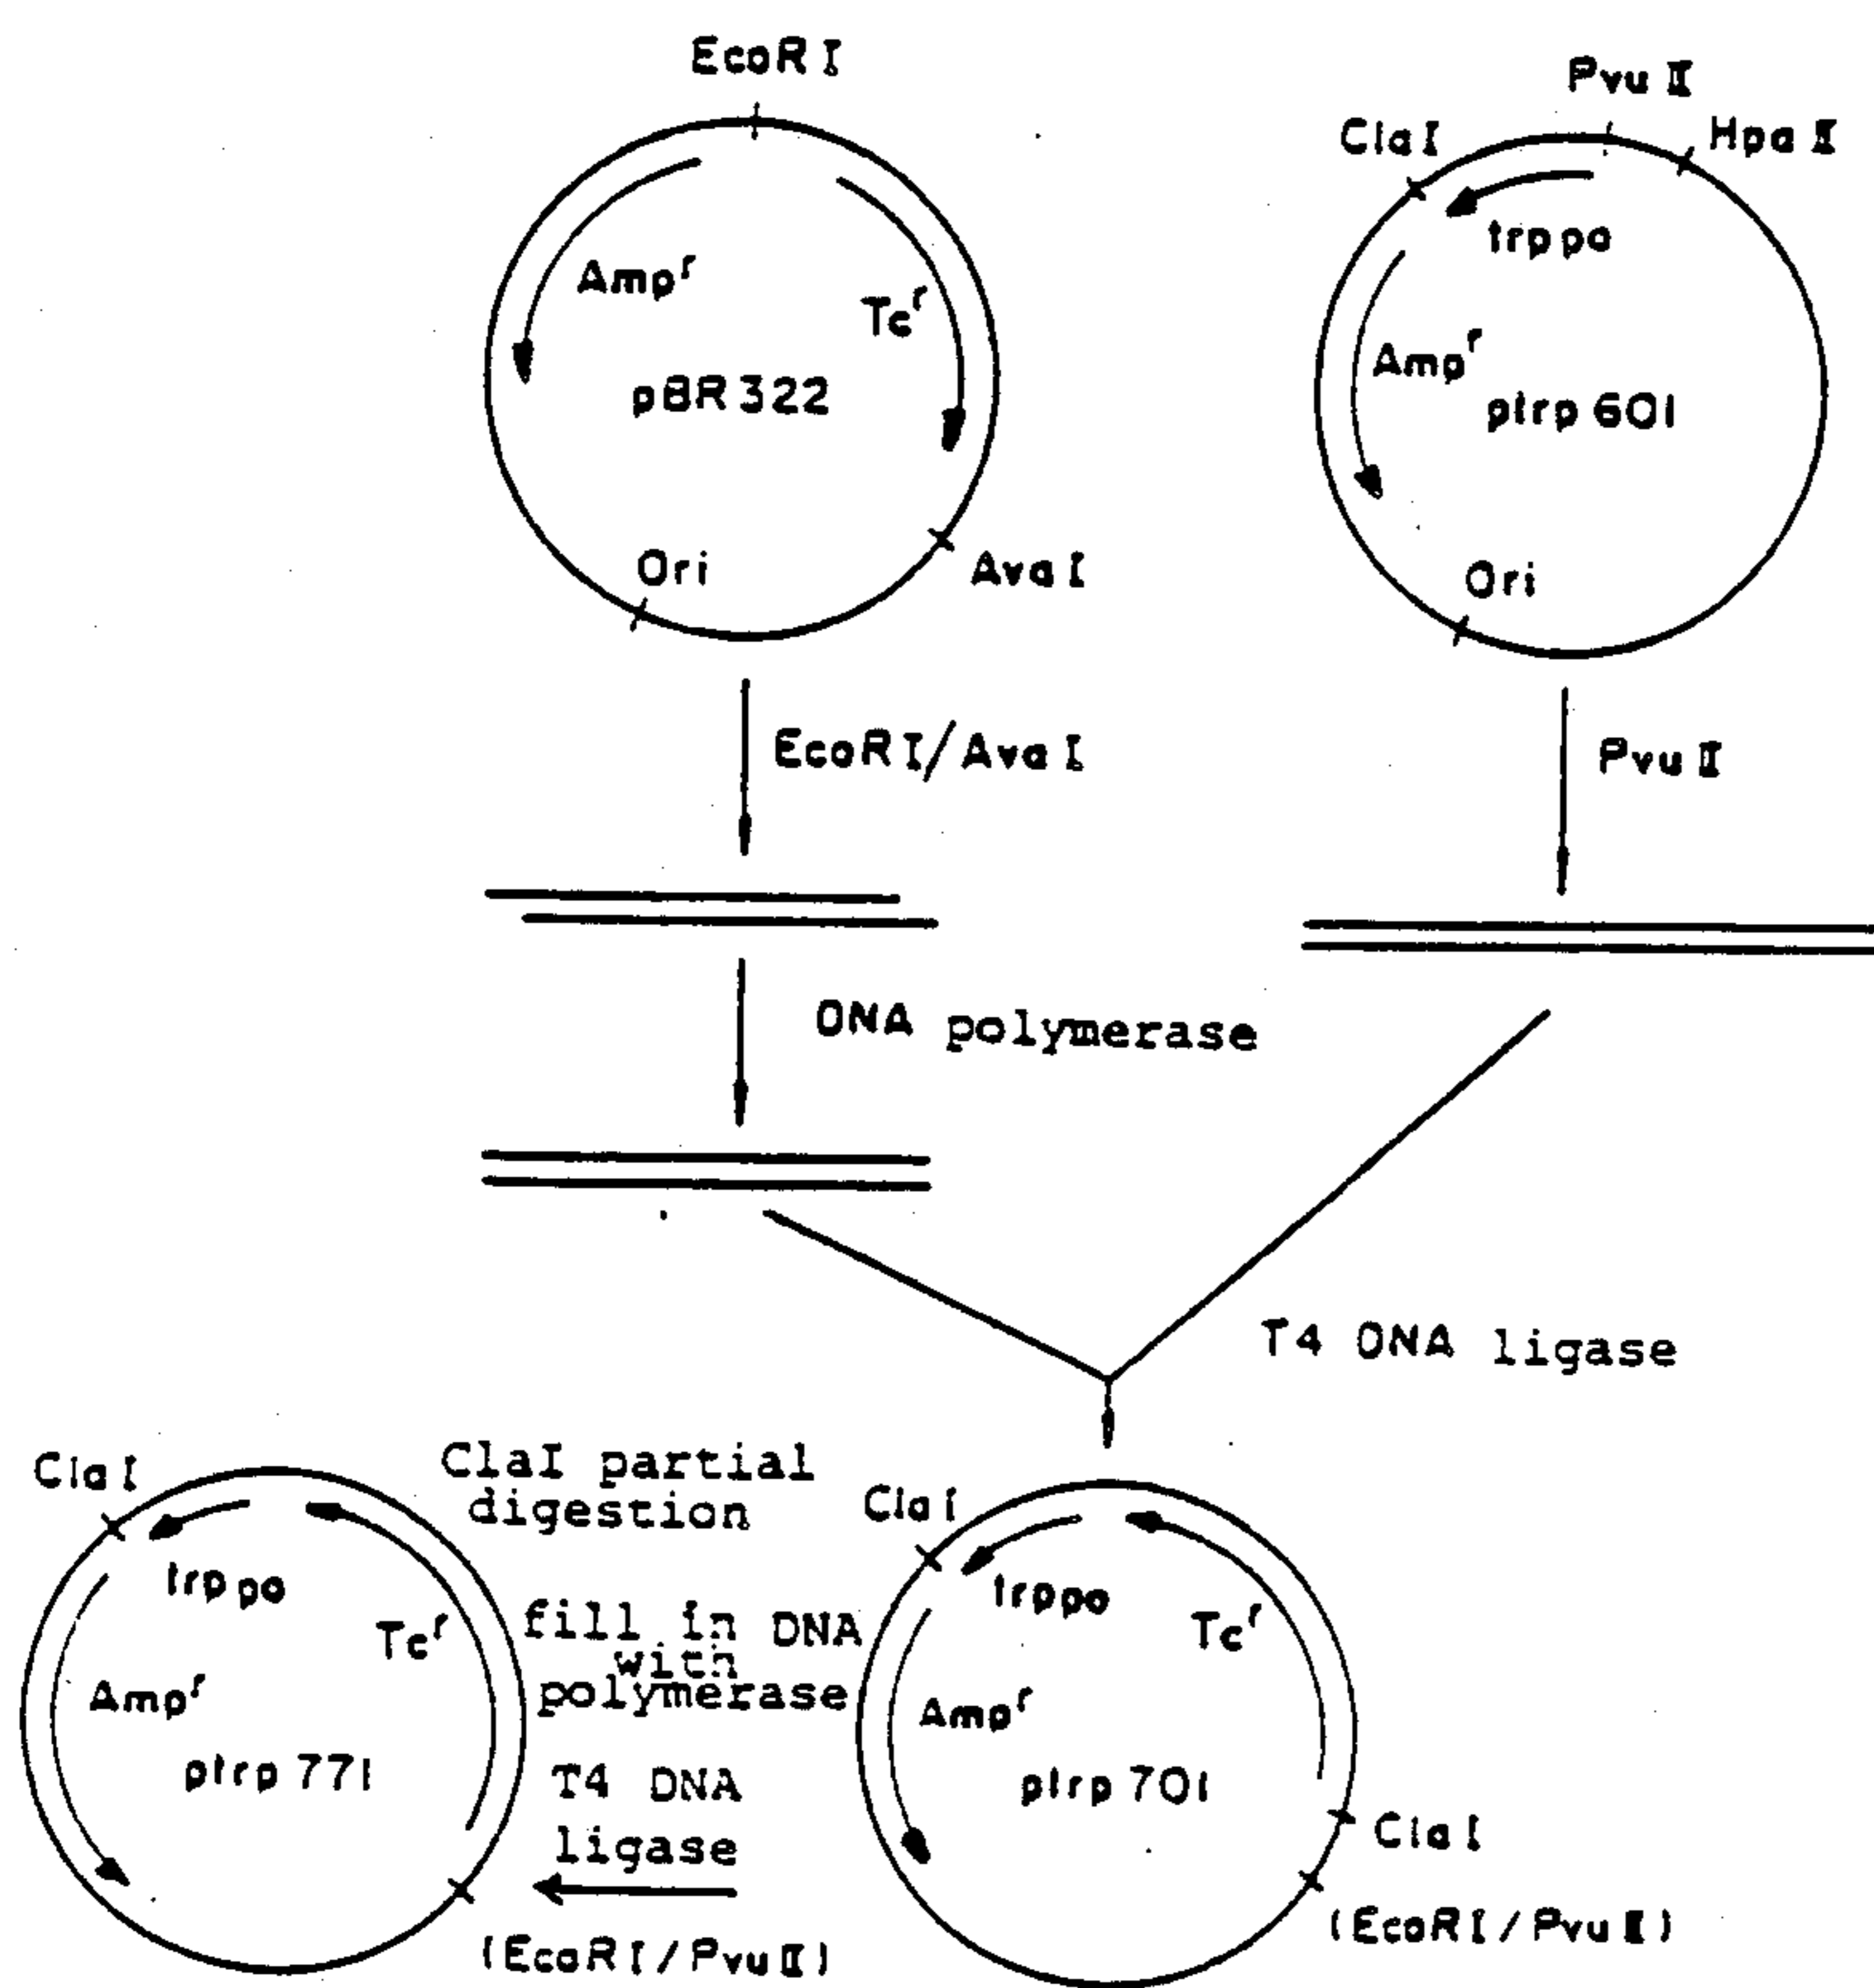 EcoR I
Amp^r
Tc^r
pBR322
Ori
Ava I
Pvu II
Cla I
Hpa II
trp po
Amp^r
ptrp 601
Ori
EcoR I/Ava I
Pvu II
DNA polymerase
T4 DNA ligase
Cla I
trp po
Tc^r
Amp^r
ptrp 771
(EcoR I/Pvu II)
ClaI partial
digestion
fill in DNA
with
polymerase
T4 DNA
ligase
Cla I
trp po
Tc^r
Amp^r
ptrp 701
Cla I
(EcoR I/Pvu II)